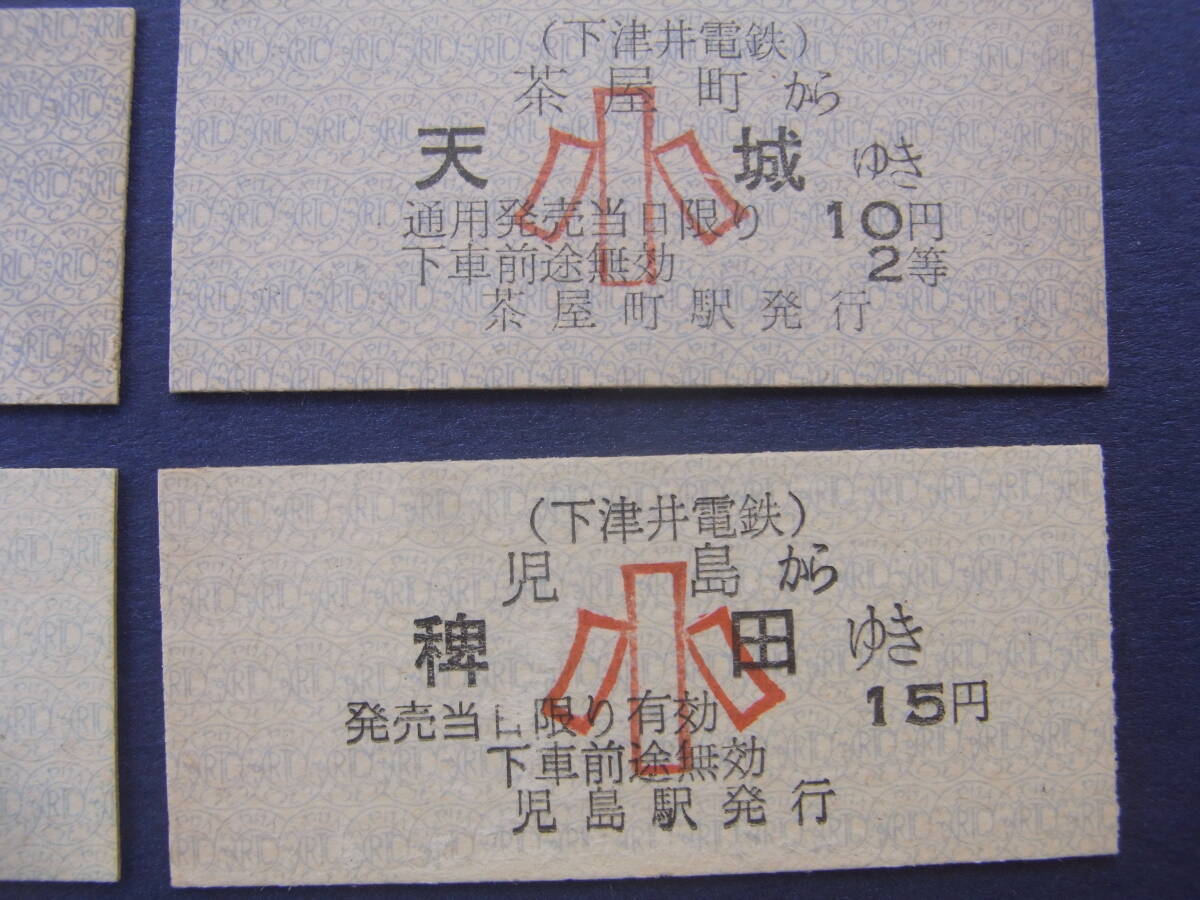 (下津井電鉄)
茶屋町から
天 小 城 ゆき
通用発売当日限り 10円
下車前途無効 2等
茶屋町駅発行
(下津井電鉄)
児島から
稗 小 田 ゆき
発売当日限り有効 15円
下車前途無効
児島駅発行